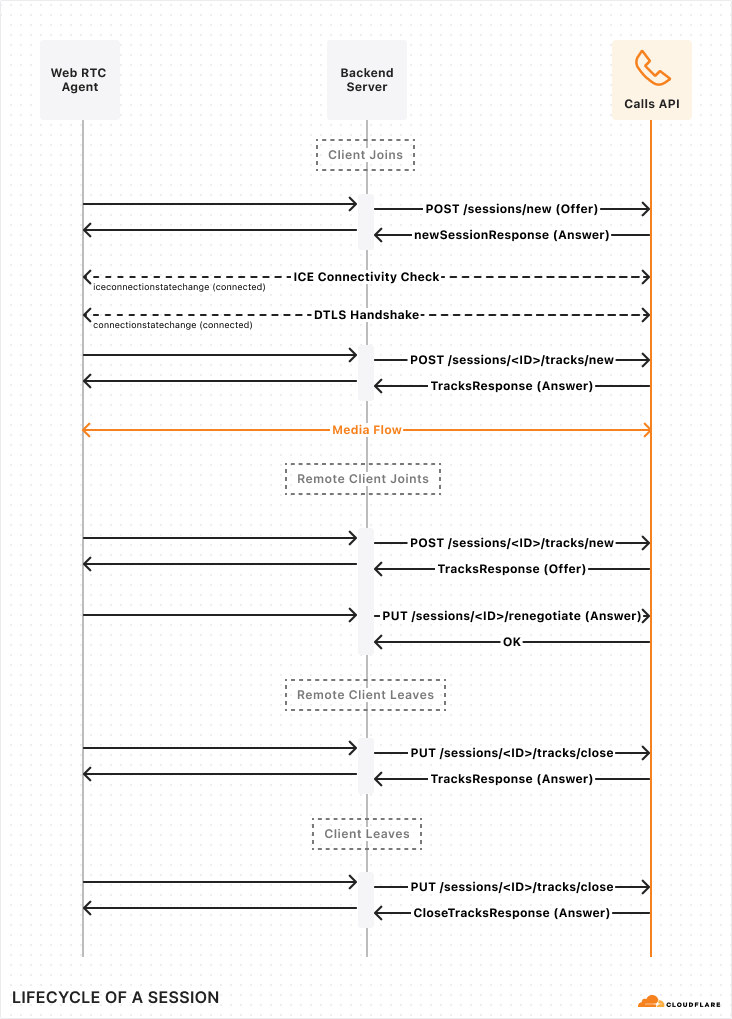 Web RTC
Agent
Backend
Server
Calls API
Client Joins
POST /sessions/new (Offer)
newSessionResponse (Answer)
ICE Connectivity Check
iceconnectionstatechange (connected)
DTLS Handshake
connectionstatechange (connected)
POST /sessions/<ID>/tracks/new
TracksResponse (Answer)
Media Flow
Remote Client Joints
POST /sessions/<ID>/tracks/new
TracksResponse (Offer)
PUT /sessions/<ID>/renegotiate (Answer)
OK
Remote Client Leaves
PUT /sessions/<ID>/tracks/close
TracksResponse (Answer)
Client Leaves
PUT /sessions/<ID>/tracks/close
CloseTracksResponse (Answer)
LIFECYCLE OF A SESSION
CLOUDFLARE